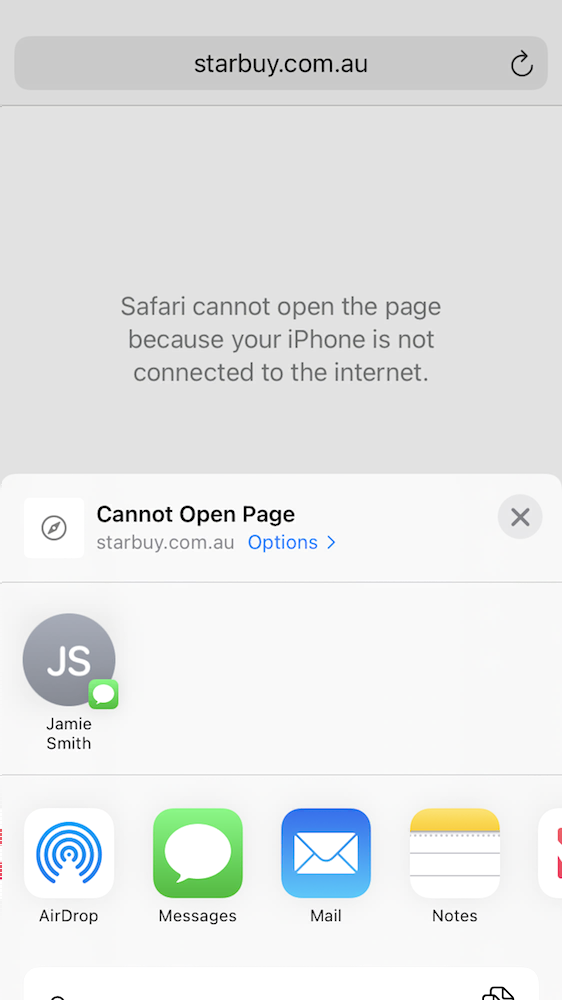 starbuy.com.au
Safari cannot open the page
because your iPhone is not
connected to the internet.
Cannot Open Page
starbuy.com.au Options
JS
Jamie
Smith
AirDrop
Messages
Mail
Notes